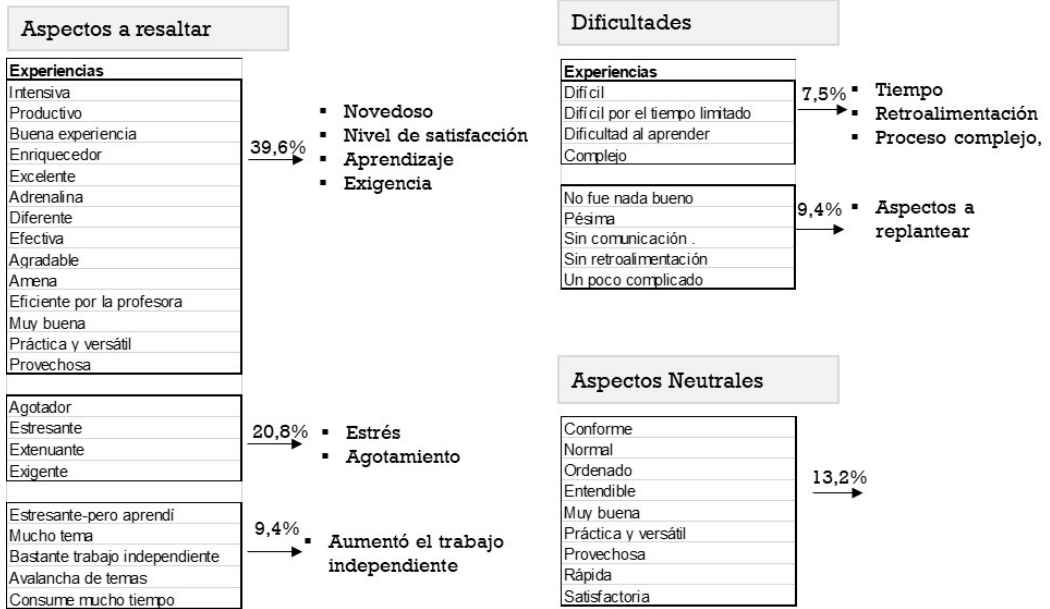 Aspectos a resaltar
Experiencias
Intensiva
Productivo
Buena experiencia
Enriquecedor
Excelente
Adrenalina
Diferente
Efectiva
Agradable
Amena
Eficiente por la profesora
Muy buena
Práctica y versátil
Provechosa
39,6%
▪ Novedoso
▪ Nivel de satisfacción
▪ Aprendizaje
▪ Exigencia
Agotador
Estresante
Extenuante
Exigente
20,8%
▪ Estrés
▪ Agotamiento
Estresante-pero aprendí
Mucho tema
Bastante trabajo independiente
Avalancha de temas
Consume mucho tiempo
9,4%
▪ Aumentó el trabajo
independiente
Dificultades
Experiencias
Difícil
Difícil por el tiempo limitado
Dificultad al aprender
Complejo
7,5%
▪ Tiempo
▪ Retroalimentación
▪ Proceso complejo,
No fue nada bueno
Pésima
Sin comunicación .
Sin retroalimentación
Un poco complicado
9,4%
▪ Aspectos a
replantear
Aspectos Neutrales
Conforme
Normal
Ordenado
Entendible
Muy buena
Práctica y versátil
Provechosa
Rápida
Satisfactoria
13,2%